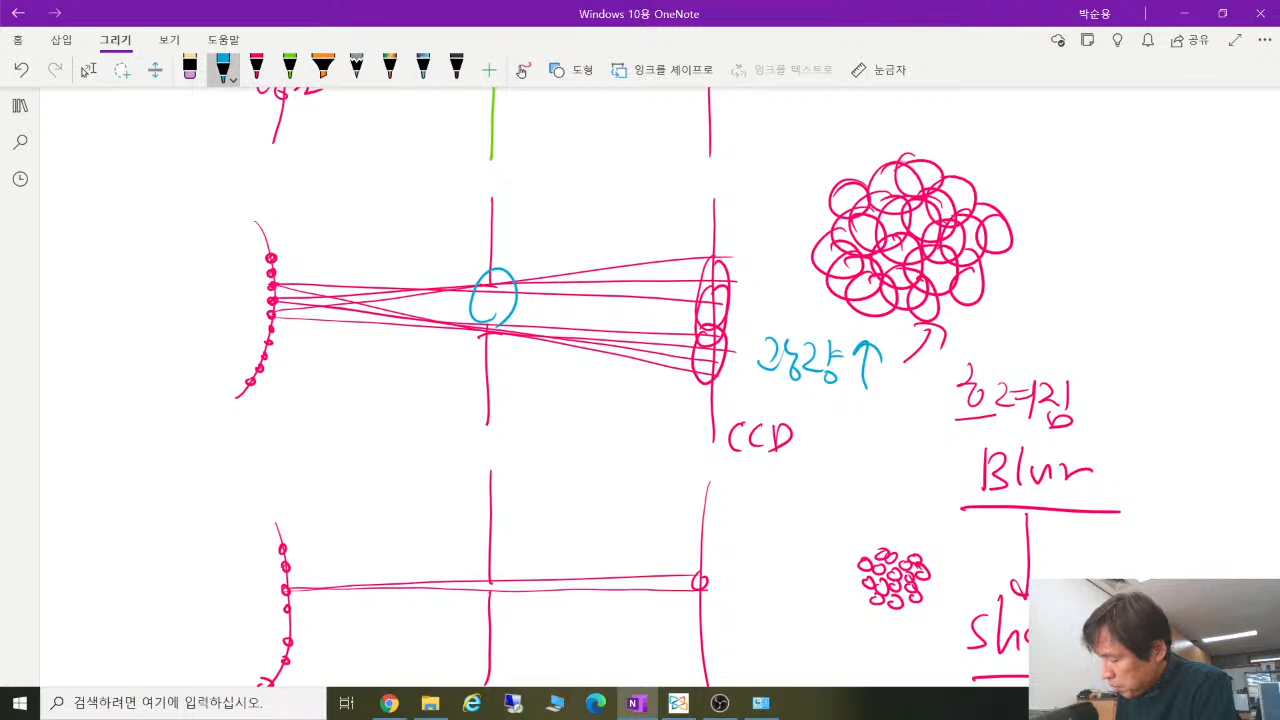 Windows 10용 OneNote
박순용
홈 삽입 그리기 보기 도움말
공유
도형 잉크를 셰이프로 잉크를 텍스트로 눈금자
광량↑
흐려짐
CCD
Blur
Sh
검색하려면 여기에 입력하십시오.